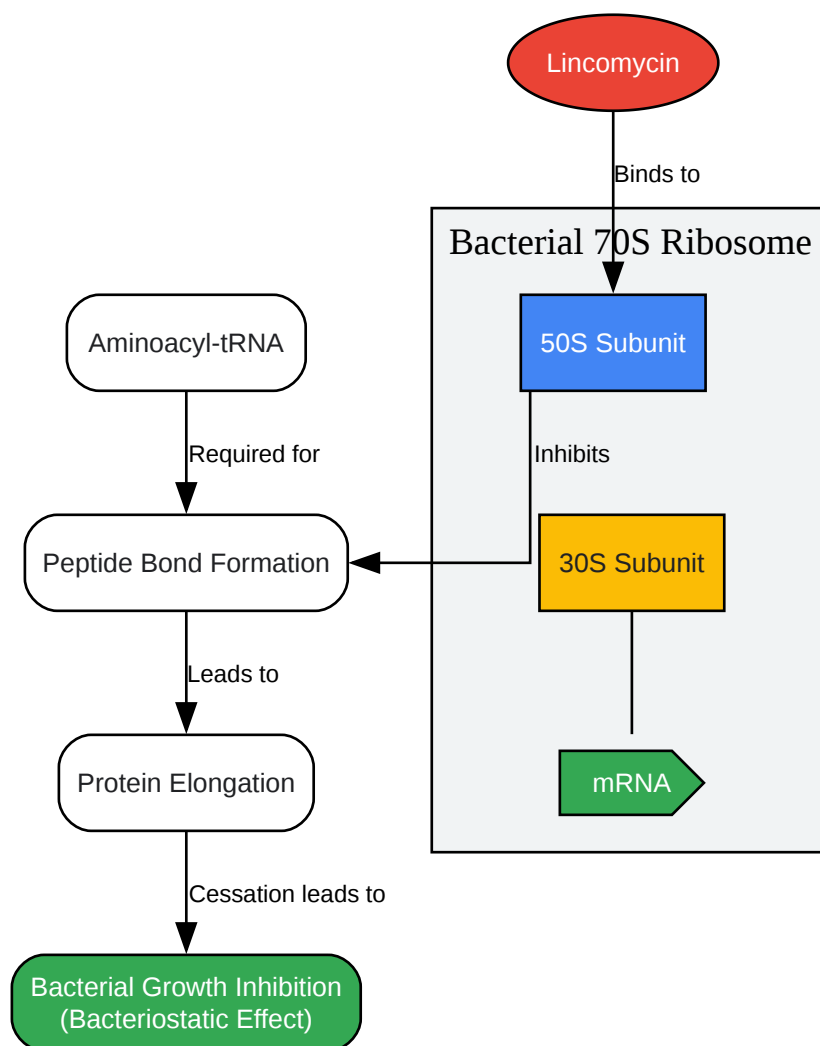 Lincomycin
Binds to
Bacterial 70S Ribosome
50S Subunit
Aminoacyl-tRNA
Required for
Inhibits
Peptide Bond Formation
30S Subunit
Leads to
Protein Elongation
mRNA
Cessation leads to
Bacterial Growth Inhibition
(Bacteriostatic Effect)